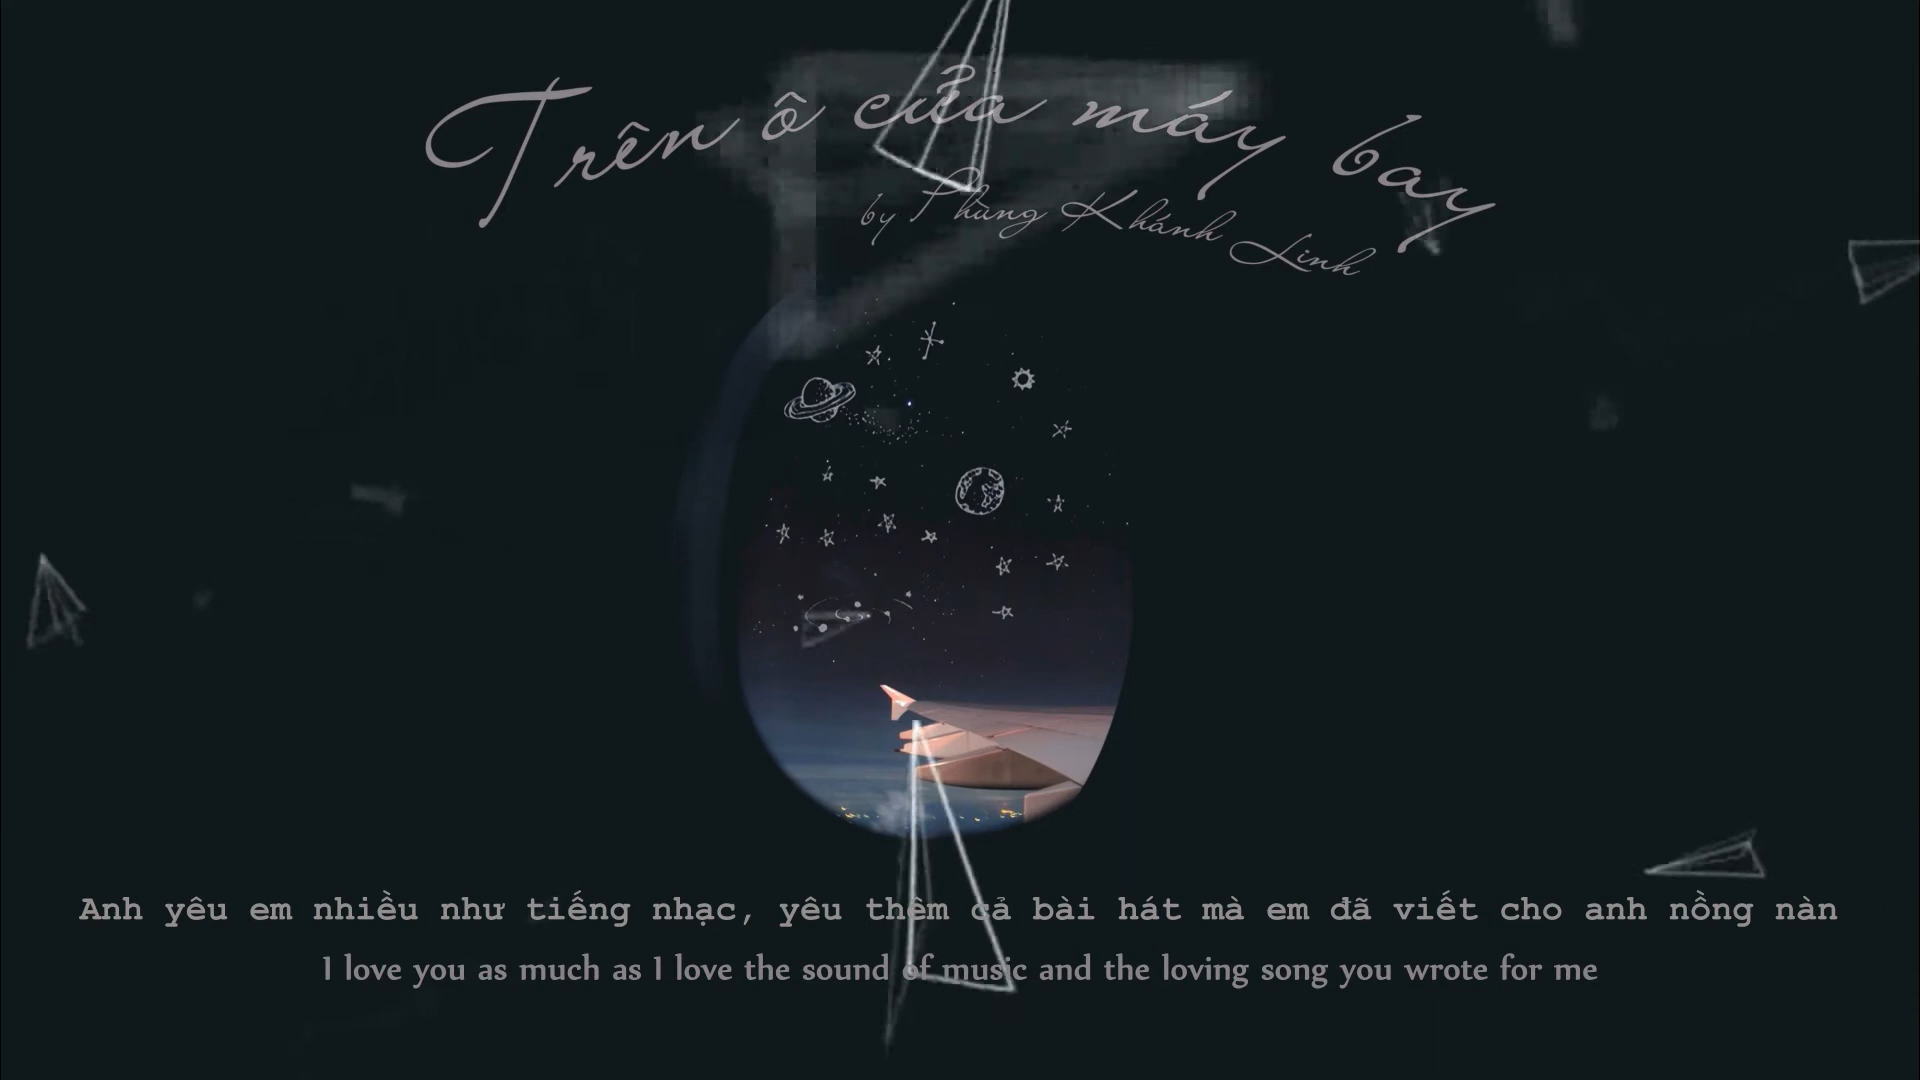 Trên ô cửa máy bay
by Phùng Khánh Linh
Anh yêu em nhiều như tiếng nhạc, yêu thêm cả bài hát mà em đã viết cho anh nồng nàn
I love you as much as I love the sound of music and the loving song you wrote for me